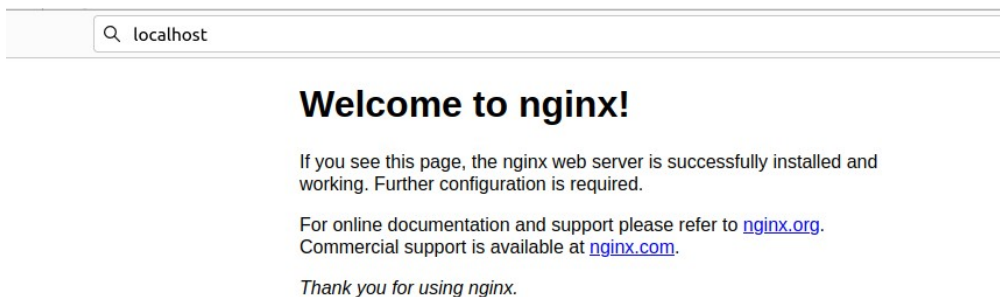 localhost
Welcome to nginx!
If you see this page, the nginx web server is successfully installed and
working. Further configuration is required.
For online documentation and support please refer to nginx.org.
Commercial support is available at nginx.com.
Thank you for using nginx.